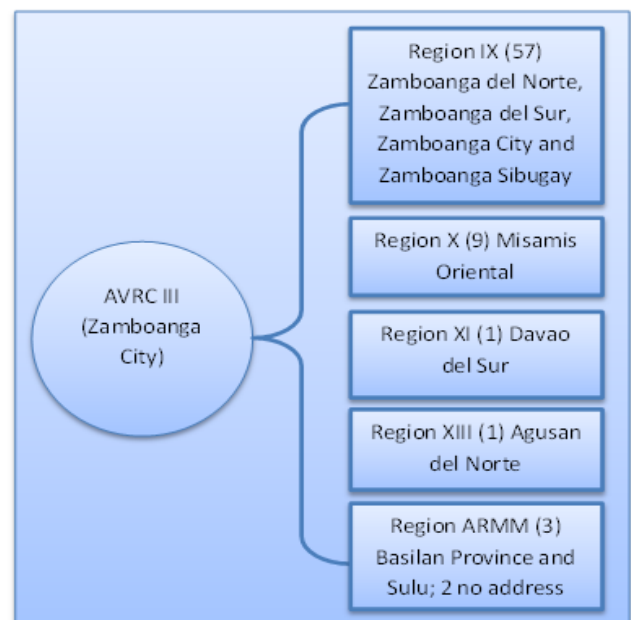 AVRC III
(Zamboanga
City)
Region IX (57)
Zamboanga del Norte,
Zamboanga del Sur,
Zamboanga City and
Zamboanga Sibugay
Region X (9) Misamis
Oriental
Region XI (1) Davao
del Sur
Region XIII (1) Agusan
del Norte
Region ARMM (3)
Basilan Province and
Sulu; 2 no address